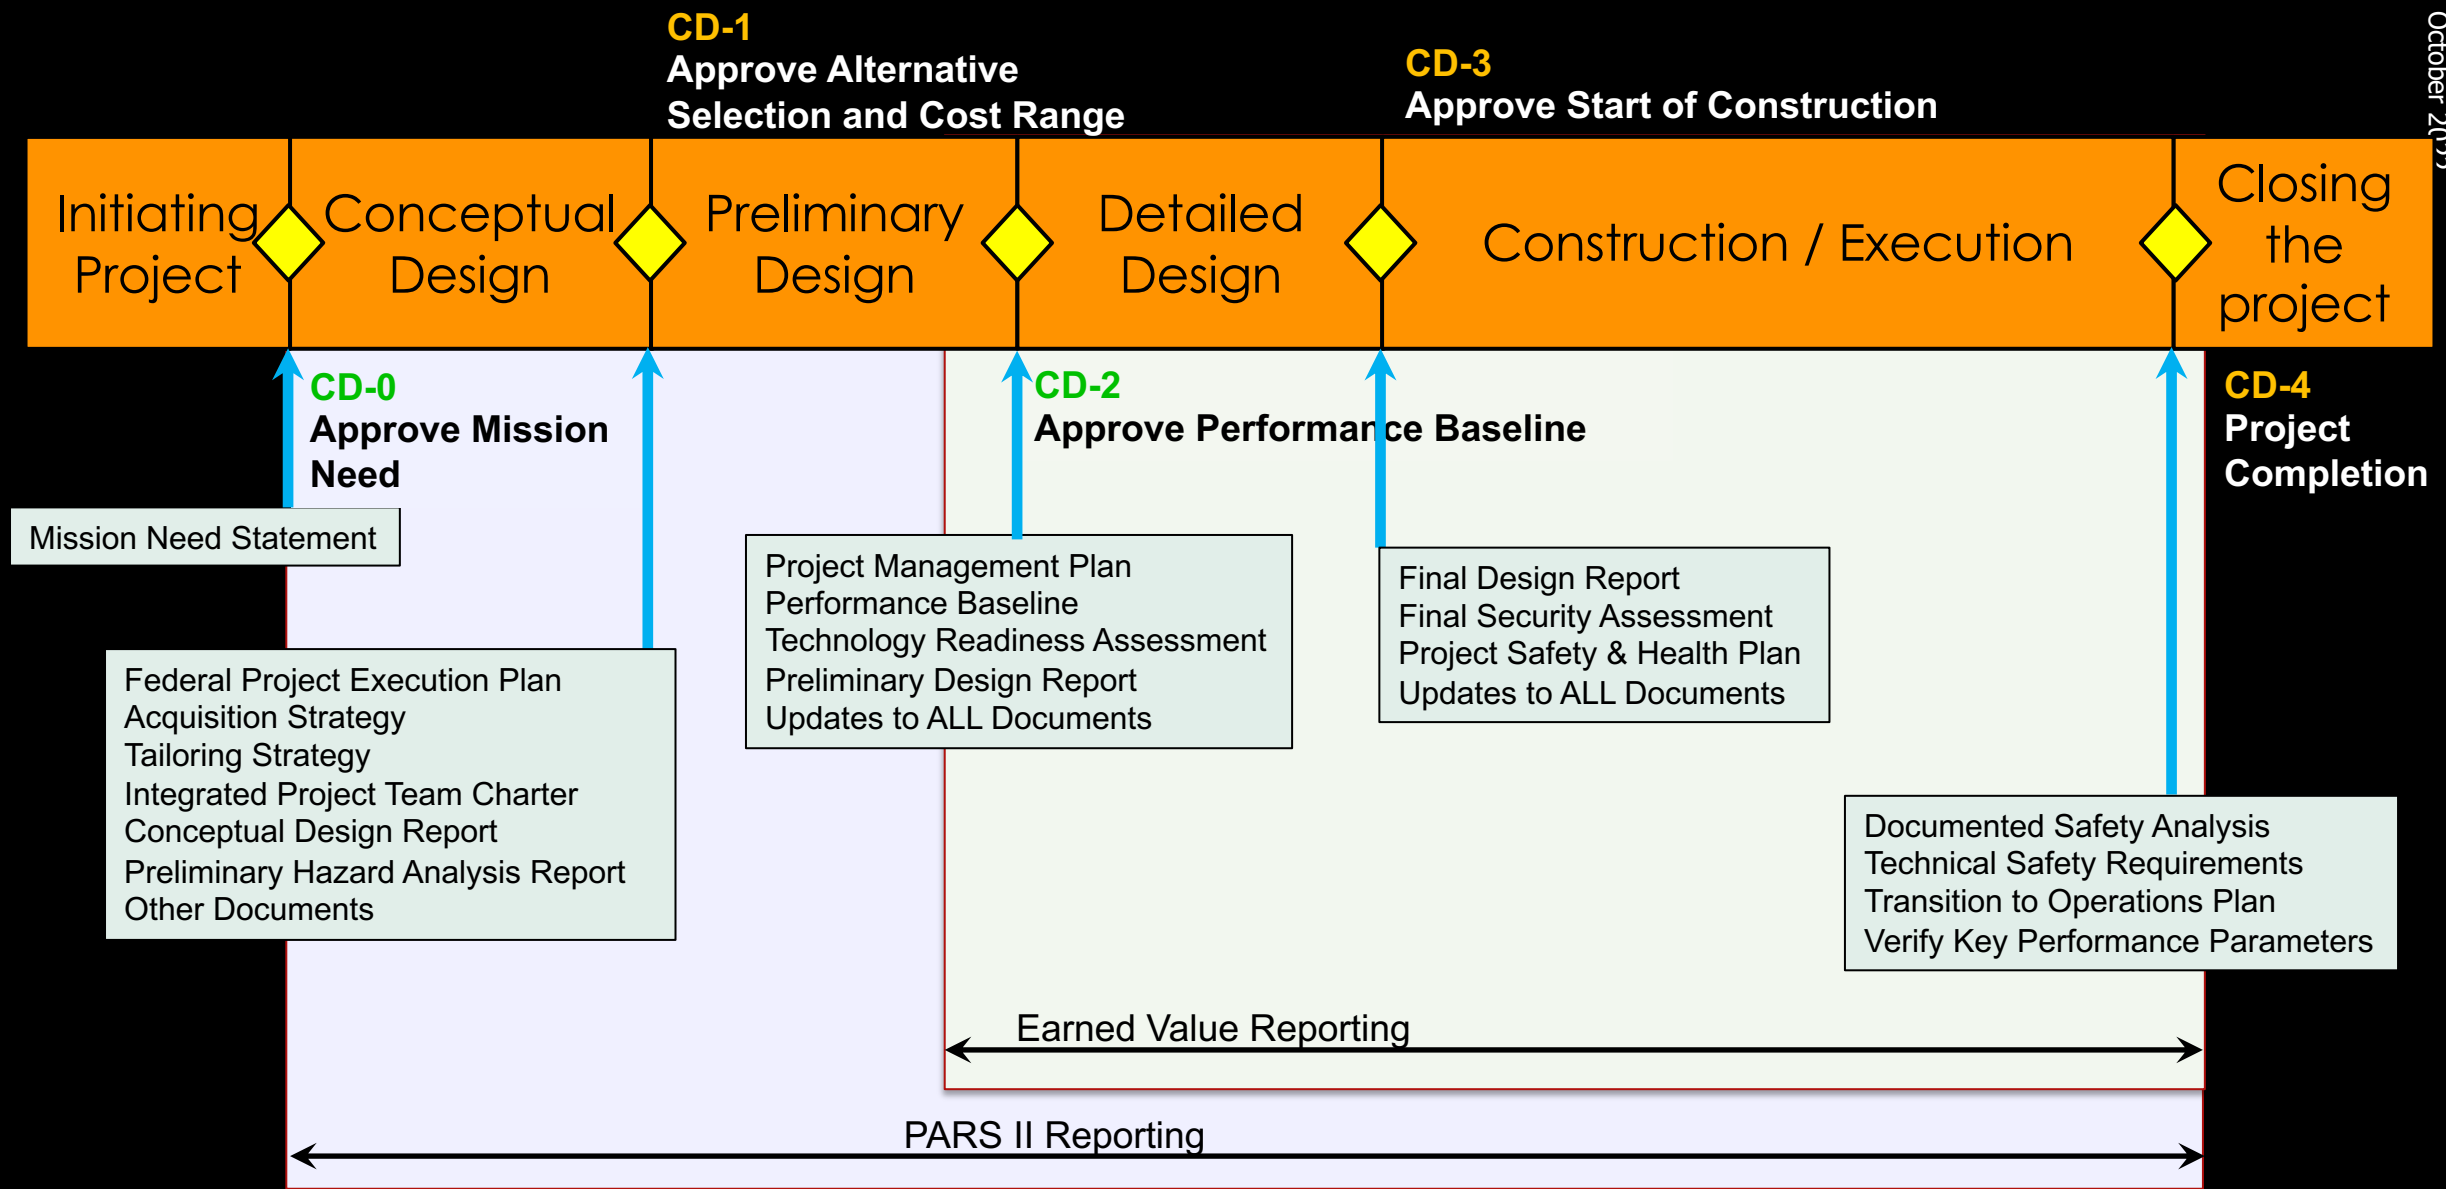 October
CD-1
Approve Alternative
Selection and Cost Range
CD-3
Approve Start of Construction
Initiating
Project
Conceptual
Design
Preliminary
Design
Detailed
Design
Construction / Execution
Closing
the
project
CD-0
Approve Mission
Need
CD-2
Approve Performance Baseline
CD-4
Project
Completion
Mission Need Statement
Federal Project Execution Plan
Acquisition Strategy
Tailoring Strategy
Integrated Project Team Charter
Conceptual Design Report
Preliminary Hazard Analysis Report
Other Documents
Project Management Plan
Performance Baseline
Technology Readiness Assessment
Preliminary Design Report
Updates to ALL Documents
Final Design Report
Final Security Assessment
Project Safety & Health Plan
Updates to ALL Documents
Documented Safety Analysis
Technical Safety Requirements
Transition to Operations Plan
Verify Key Performance Parameters
Earned Value Reporting
PARS II Reporting